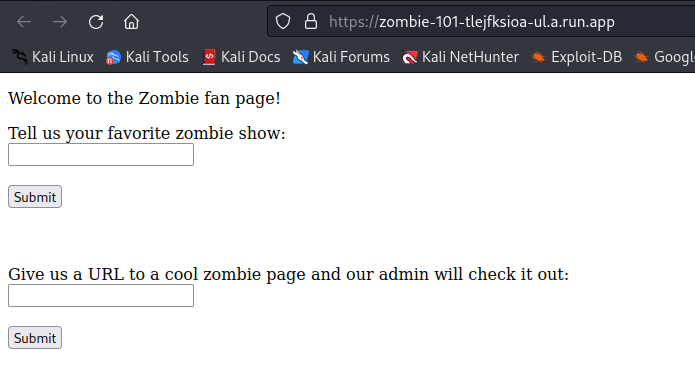 https://zombie-101-tlejfksioa-ul.a.run.app
Kali Linux Kali Tools Kali Docs Kali Forums Kali NetHunter Exploit-DB Google
Welcome to the Zombie fan page!
Tell us your favorite zombie show:
Submit
Give us a URL to a cool zombie page and our admin will check it out:
Submit